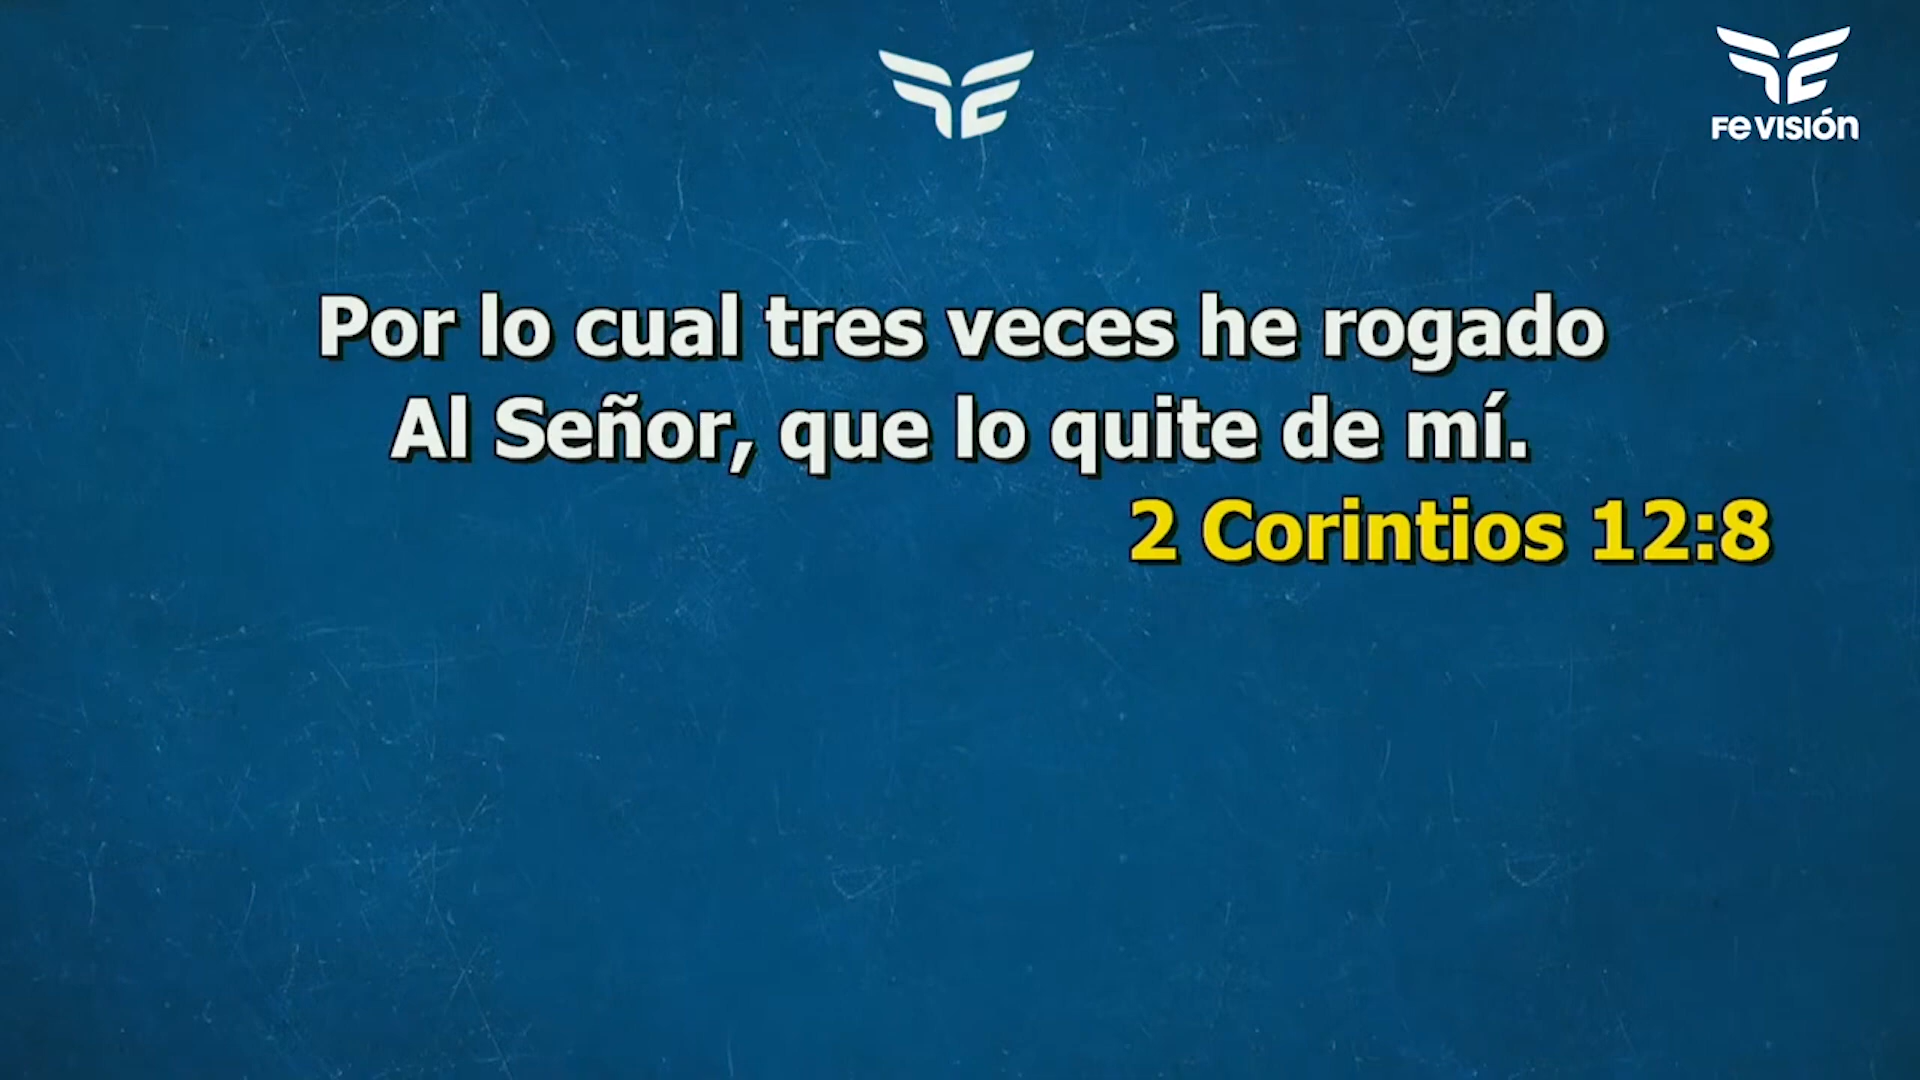 FE VISIÓN
Por lo cual tres veces he rogado
Al Señor, que lo quite de mí.
2 Corintios 12:8